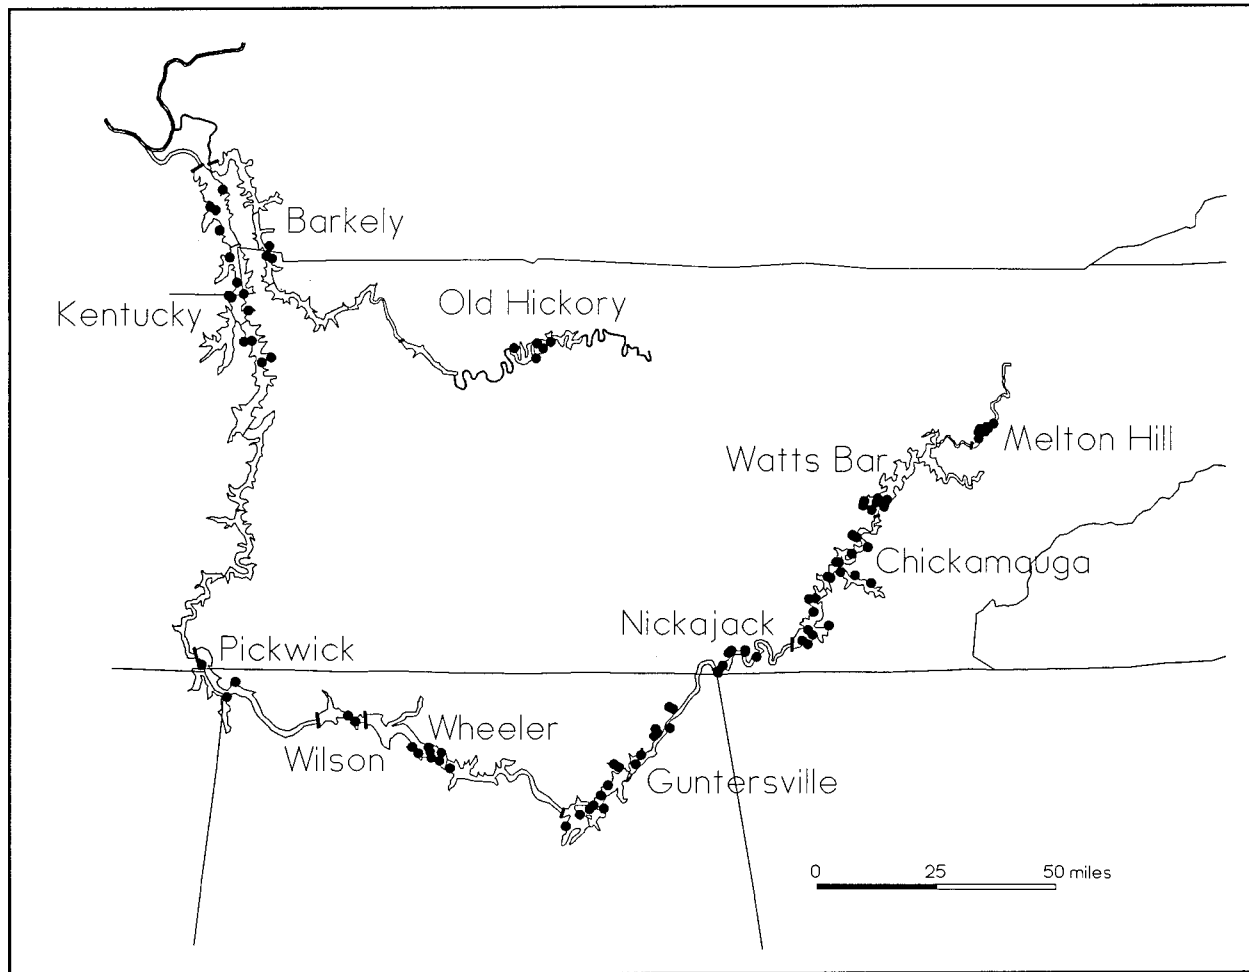 Barkely
Old Hickory
Kentucky
Melton Hill
Watts Bar
Chickamauga
Nickajack
Pickwick
Wheeler
Wilson
Guntersville
0 25 50 miles